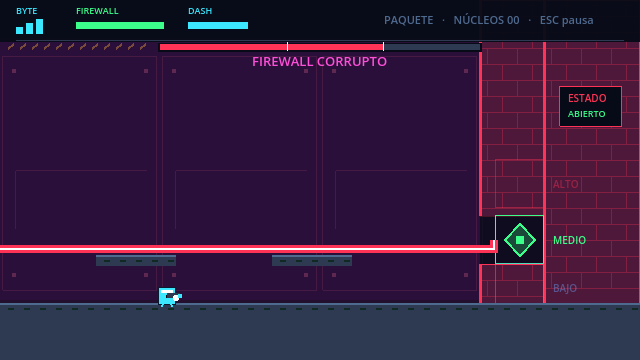 BYTE
FIREWALL
DASH
PAQUETE · NÚCLEOS 00 · ESC pausa
FIREWALL CORRUPTO
ESTADO
ABIERTO
ALTO
MEDIO
BAJO